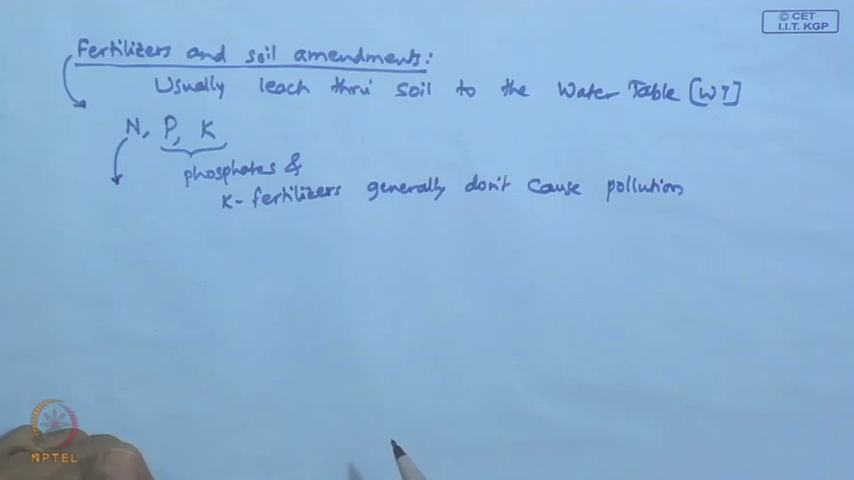 © CET
I.I.T. KGP
Fertilizers and soil amendments:
Usually leach thru' soil to the Water Table [WT]
N, P, K
phosphates &
K- fertilizers generally don't cause pollution
NPTEL